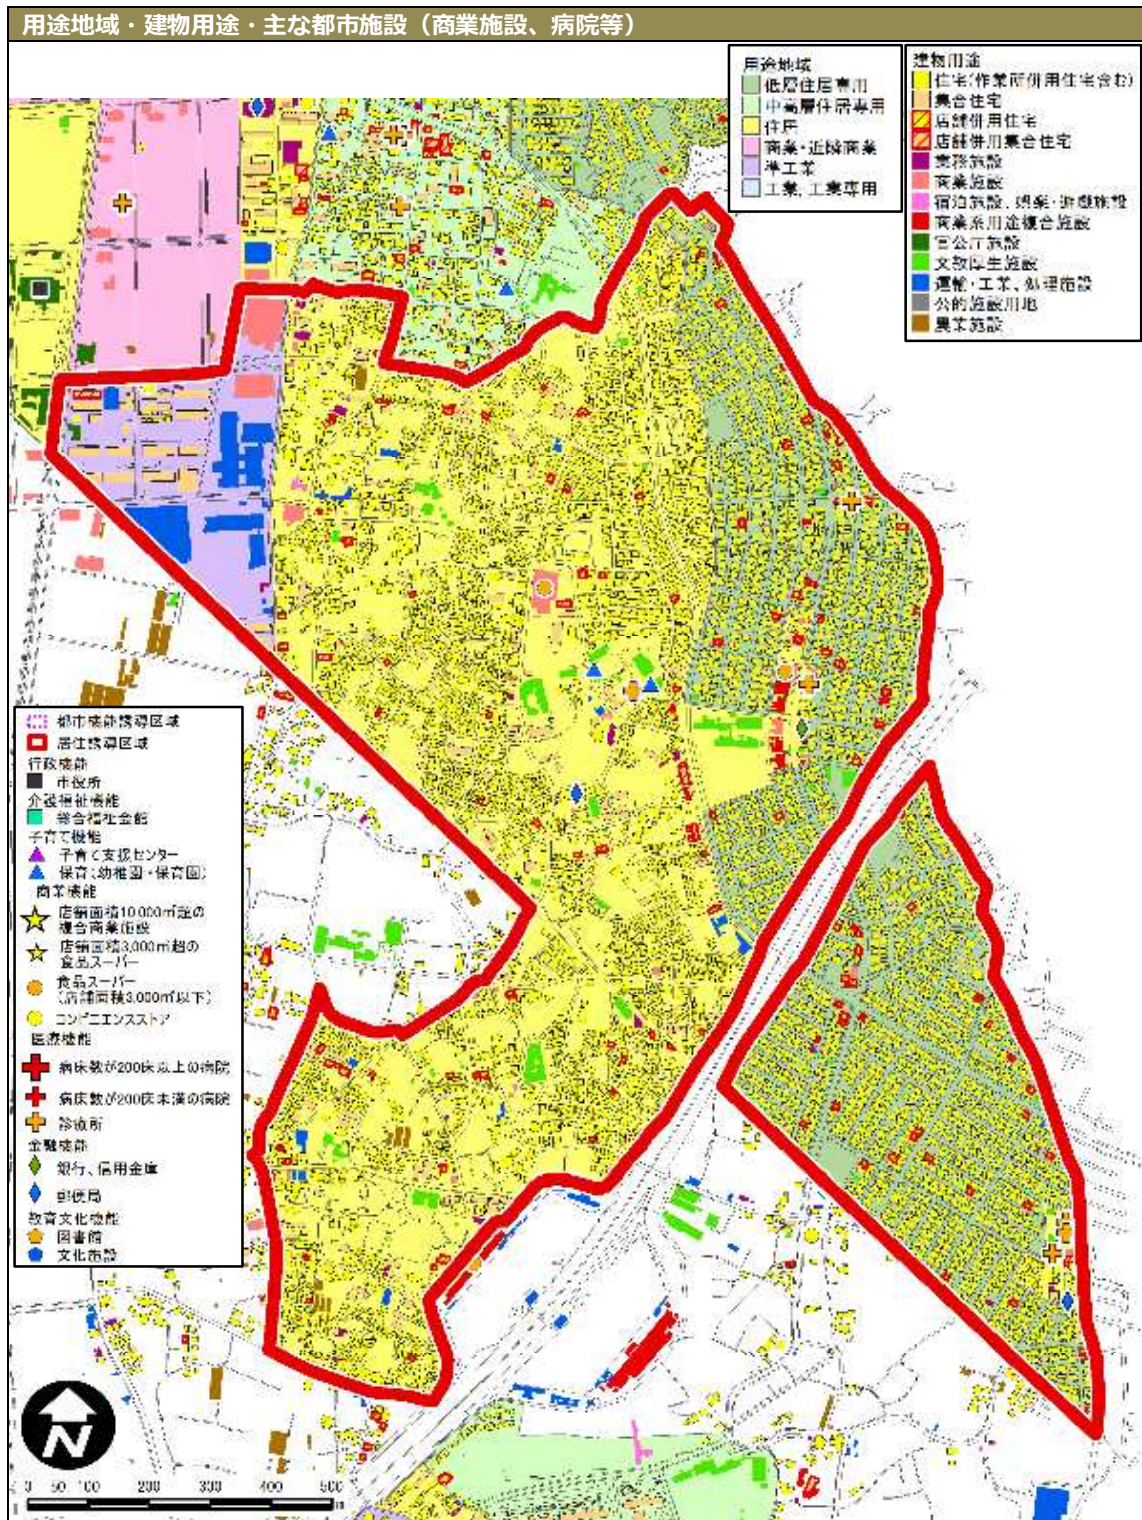 用途地域・建物用途・主な都市施設（商業施設、病院等）
用途地域
低層住居専用
中高層住居専用
住居
商業・近隣商業
準工業
工業、工業専用
建物用途
住宅(作業所併用住宅含む)
集合住宅
店舗併用住宅
店舗併用集合住宅
業務施設
商業施設
宿泊施設、娯楽・遊戯施設
商業系用途複合施設
官公庁施設
文教厚生施設
運輸・工業、処理施設
公的施設用地
農業施設
都市機能誘導区域
居住誘導区域
行政機能
市役所
介護福祉機能
総合福祉会館
子育て機能
子育て支援センター
保育(幼稚園・保育園)
商業機能
店舗面積10,000㎡超の
複合商業施設
店舗面積3,000㎡超の
食品スーパー
食品スーパー
(店舗面積3,000㎡以下)
コンビニエンスストア
医療機能
病床数が200床以上の病院
病床数が200床未満の病院
診療所
金融機能
銀行、信用金庫
郵便局
教育文化機能
図書館
文化施設
N
0 50 100 200 300 400 500
m